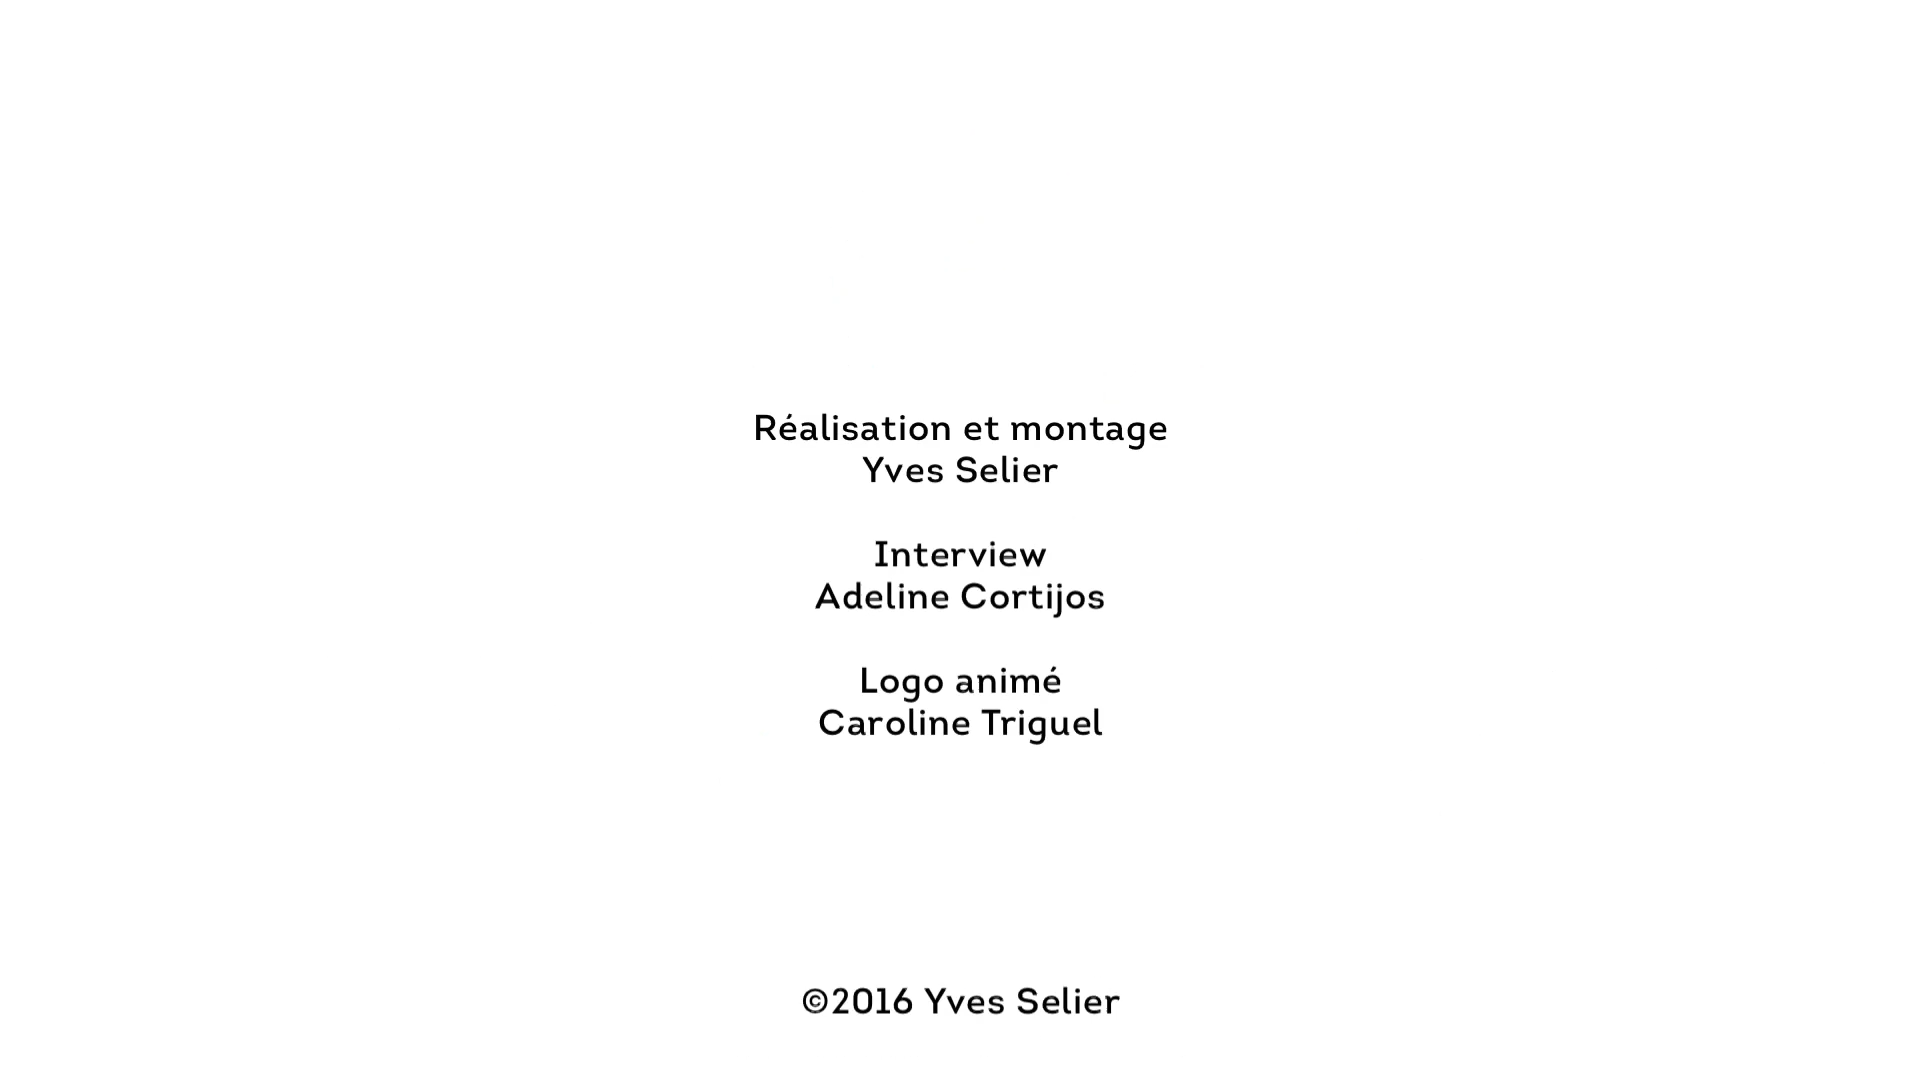 Réalisation et montage
Yves Selier
Interview
Adeline Cortijos
Logo animé
Caroline Triguel
©2016 Yves Selier